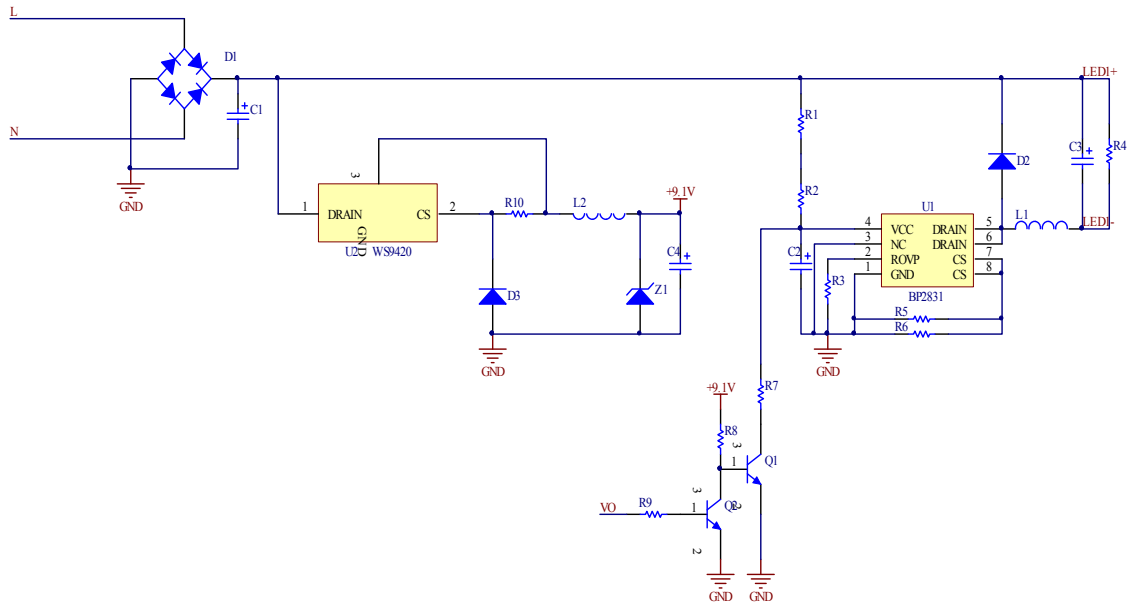 L
D1
C1
N
GND
3
1
DRAIN
CS
2
GND
U2
WS9420
R10
L2
+9.1V
C4
D3
Z1
GND
R1
R2
C2
R3
U1
4
VCC
DRAIN
5
3
NC
DRAIN
6
2
ROVP
CS
7
1
GND
CS
8
BP2831
R5
R6
GND
D2
L1
LED1+
C3
R4
LED1-
+9.1V
R8
R7
3
1
Q1
2
VO
R9
3
1
Q2
2
GND
GND